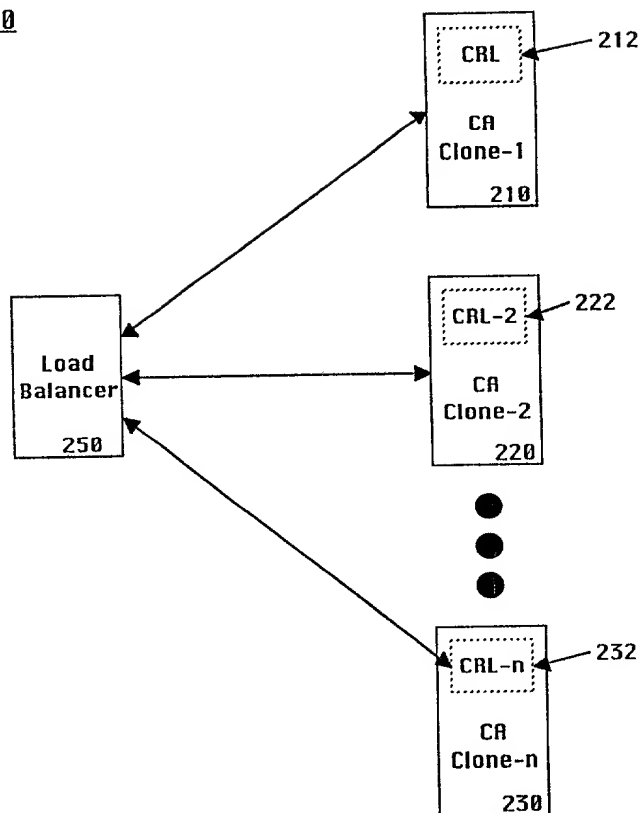 0
CRL
212
CA
Clone-1
210
CRL-2
222
Load
Balancer
250
CA
Clone-2
220
CRL-n
232
CA
Clone-n
230